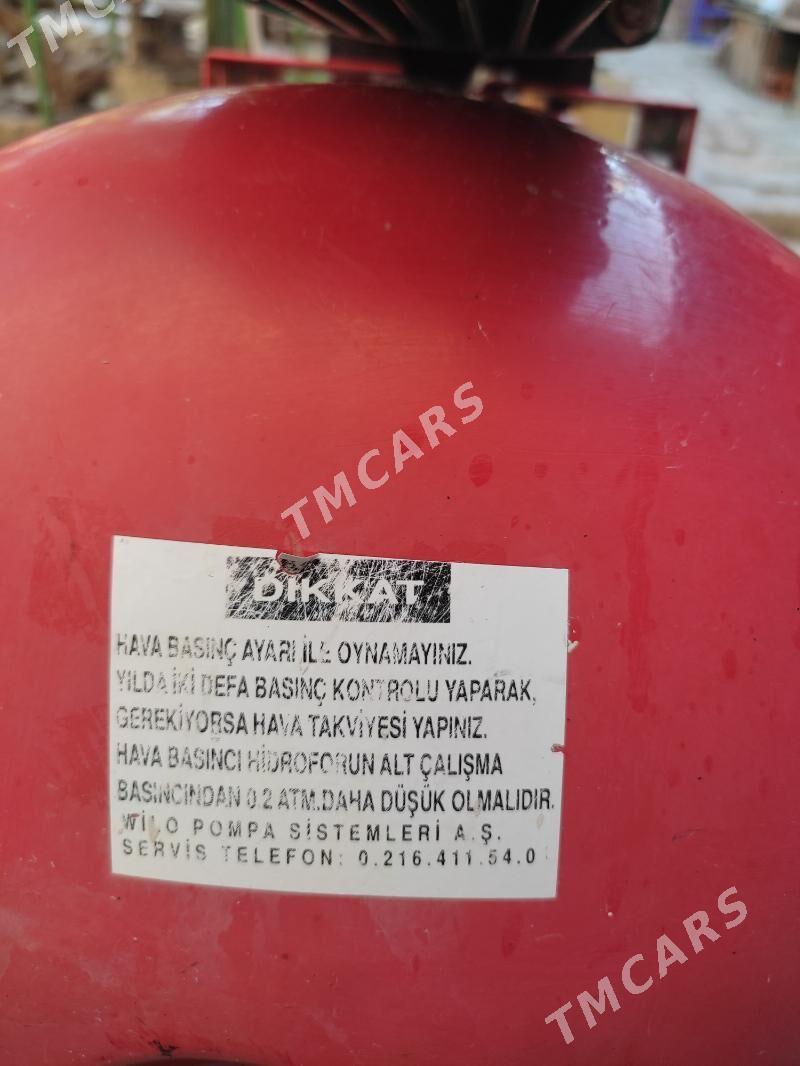 TMCARS
TMCARS
DİKKAT
HAVA BASINÇ AYARI İLE OYNAMAYINIZ.
YILDA İKİ DEFA BASINÇ KONTROLU YAPARAK,
GEREKİYORSA HAVA TAKVİYESİ YAPINIZ.
HAVA BASINCI HİDROFORUN ALT ÇALIŞMA
BASINCINDAN 0.2 ATM.DAHA DÜŞÜK OLMALIDIR.
WİLO POMPA SİSTEMLERİ A.Ş.
SERVİS TELEFON: 0.216.411.54.0
TMCARS